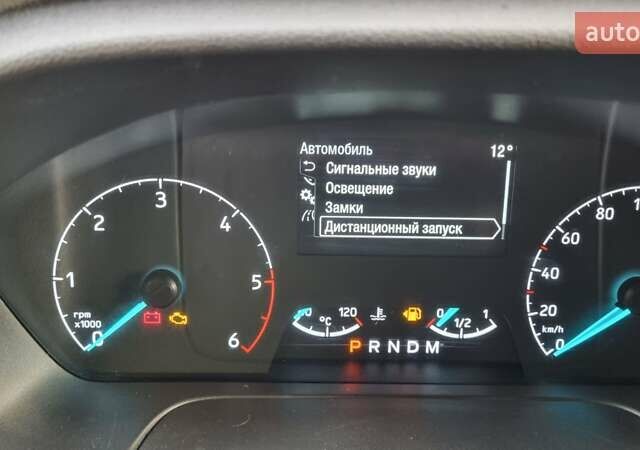 auto
Автомобиль 12°
Сигнальные звуки
Освещение
Замки
Дистанционный запуск
0 1 2 3 4 5 6
rpm
x1000
120
°C
0 1/2 1
P R N D M
0 20 40 60 80
km/h